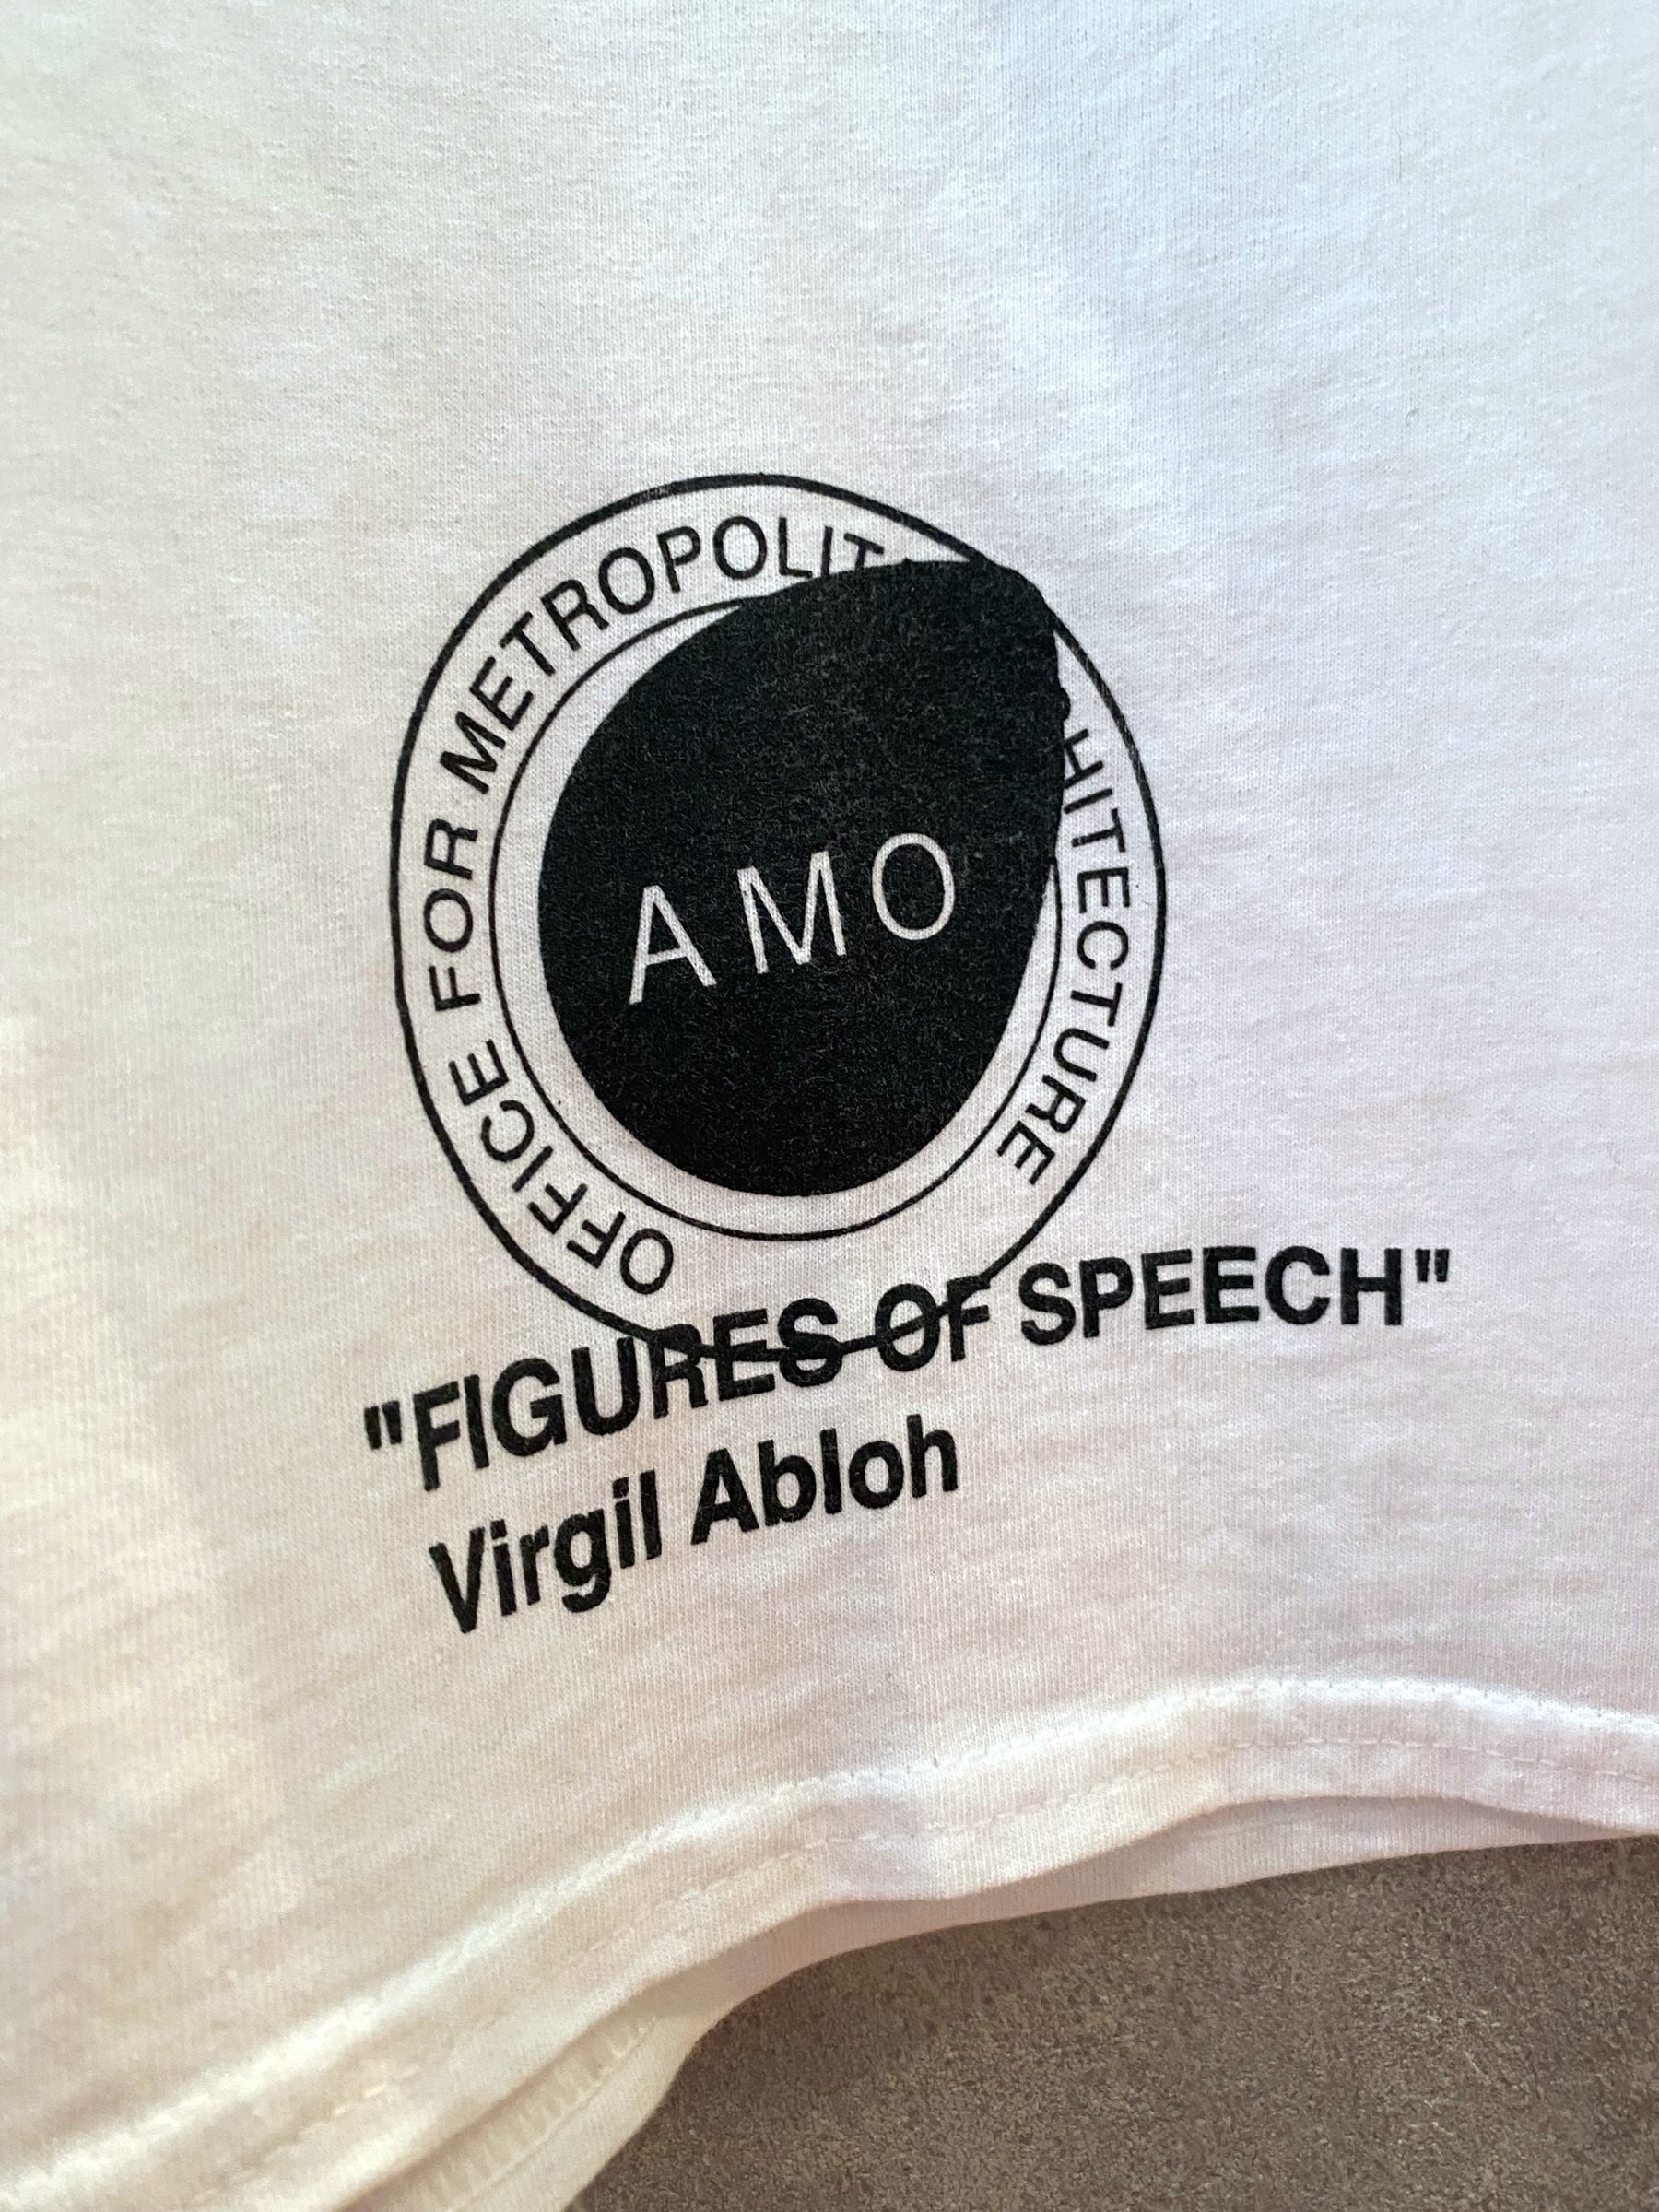 OFFICE FOR METROPOLIT HITECTURE
AMO
"FIGURES OF SPEECH"
Virgil Abloh